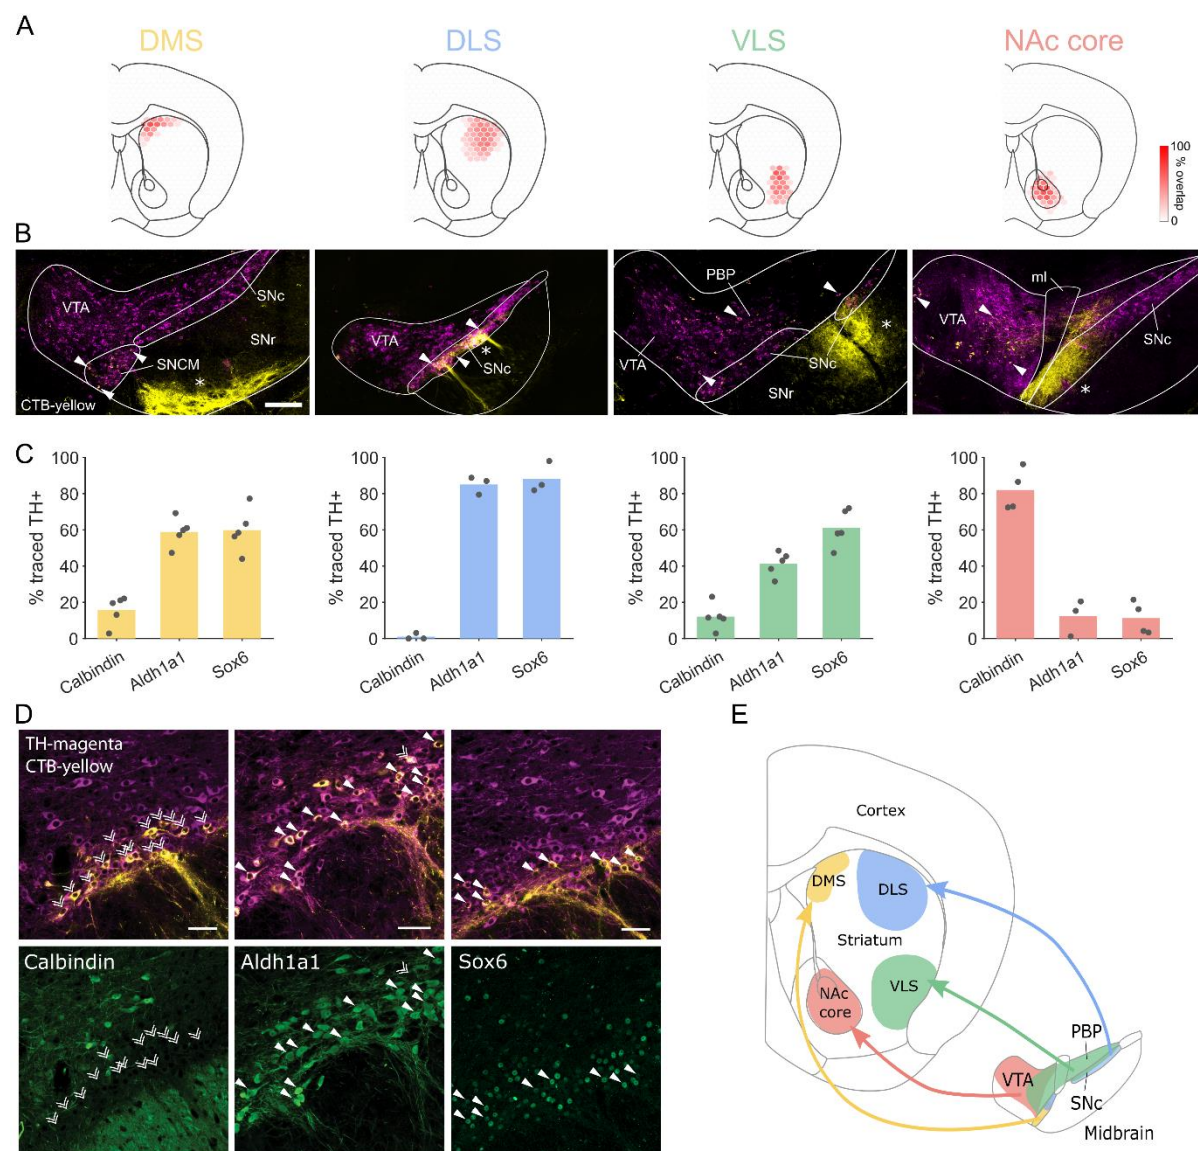 A
DMS
DLS
VLS
NAc core
100
% overlap
0
B
VTA
SNc
SNr
SNCM
*
CTB-yellow
VTA
*
SNc
PBP
VTA
SNc
SNr
*
ml
VTA
SNc
*
C
% traced TH+
100
80
60
40
20
0
Calbindin
Aldh1a1
Sox6
% traced TH+
100
80
60
40
20
0
Calbindin
Aldh1a1
Sox6
% traced TH+
100
80
60
40
20
0
Calbindin
Aldh1a1
Sox6
% traced TH+
100
80
60
40
20
0
Calbindin
Aldh1a1
Sox6
D
TH-magenta
CTB-yellow
Calbindin
Aldh1a1
Sox6
E
Cortex
DMS
DLS
Striatum
NAc
core
VLS
PBP
VTA
SNc
Midbrain